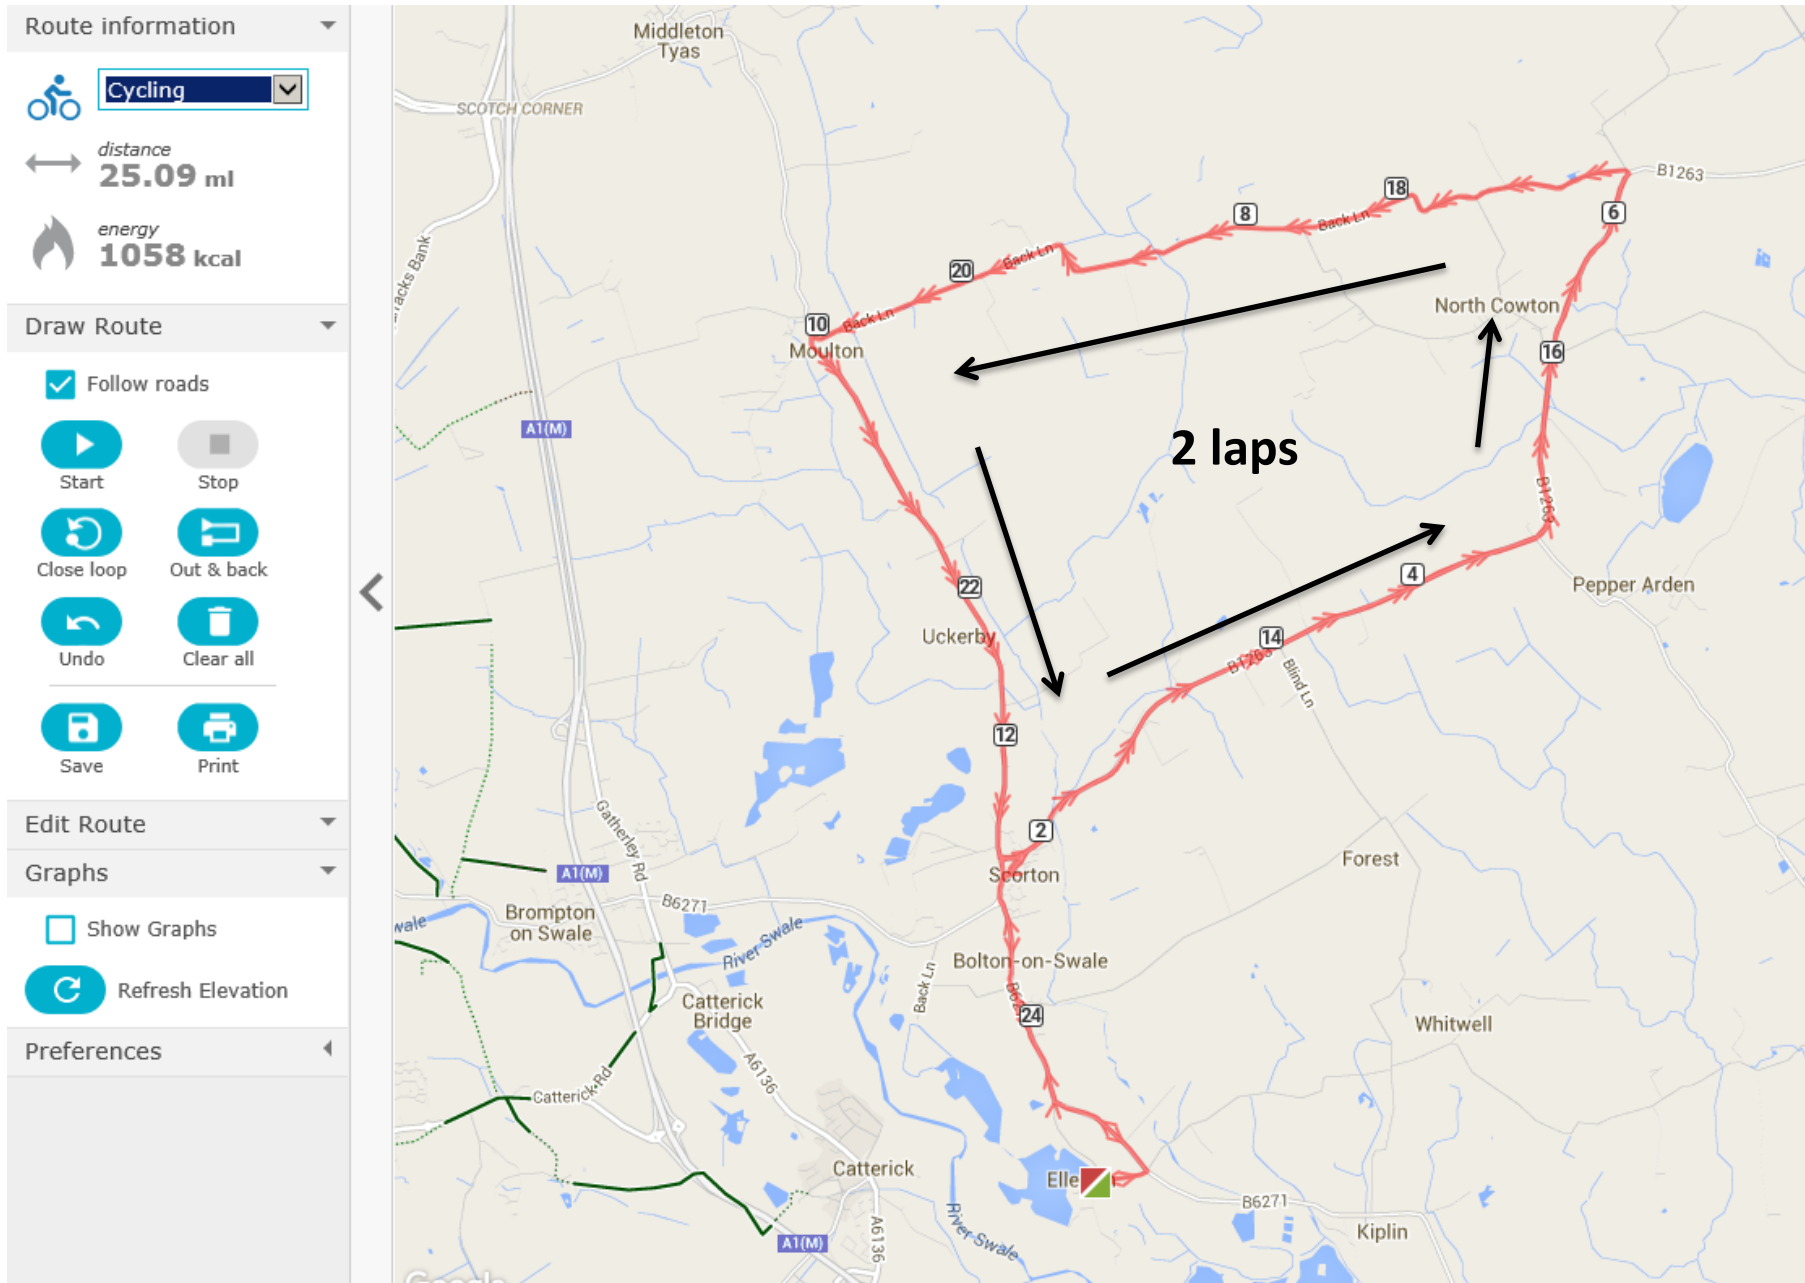 Route information
Cycling
distance
25.09 ml
energy
1058 kcal
Draw Route
Follow roads
Start
Stop
Close loop
Out & back
Undo
Clear all
Save
Print
Edit Route
Graphs
Show Graphs
Refresh Elevation
Preferences
Middleton
Tyas
SCOTCH CORNER
B1263
18
8
6
Back Ln
Back Ln
20
Back Ln
10
Moulton
North Cowton
16
A1(M)
2 laps
B1263
22
4
Pepper Arden
Uckerby
14
B1263
Blind Ln
12
Gatherley Rd
2
Forest
A1(M)
Scorton
B6271
Brompton
on Swale
River Swale
Bolton-on-Swale
Back Ln
24
Catterick
Bridge
Whitwell
A6136
Catterick Rd
Catterick
B6271
Kiplin
River Swale
A1(M)
A6136